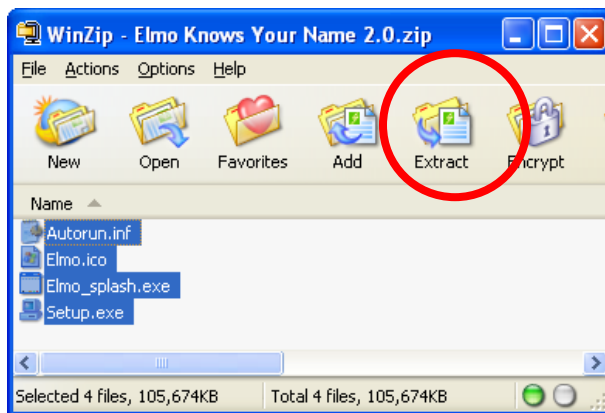 WinZip - Elmo Knows Your Name 2.0.zip
File Actions Options Help
New Open Favorites Add Extract Encrypt
Name
Autorun.inf
Elmo.ico
Elmo_splash.exe
Setup.exe
Selected 4 files, 105,674KB Total 4 files, 105,674KB